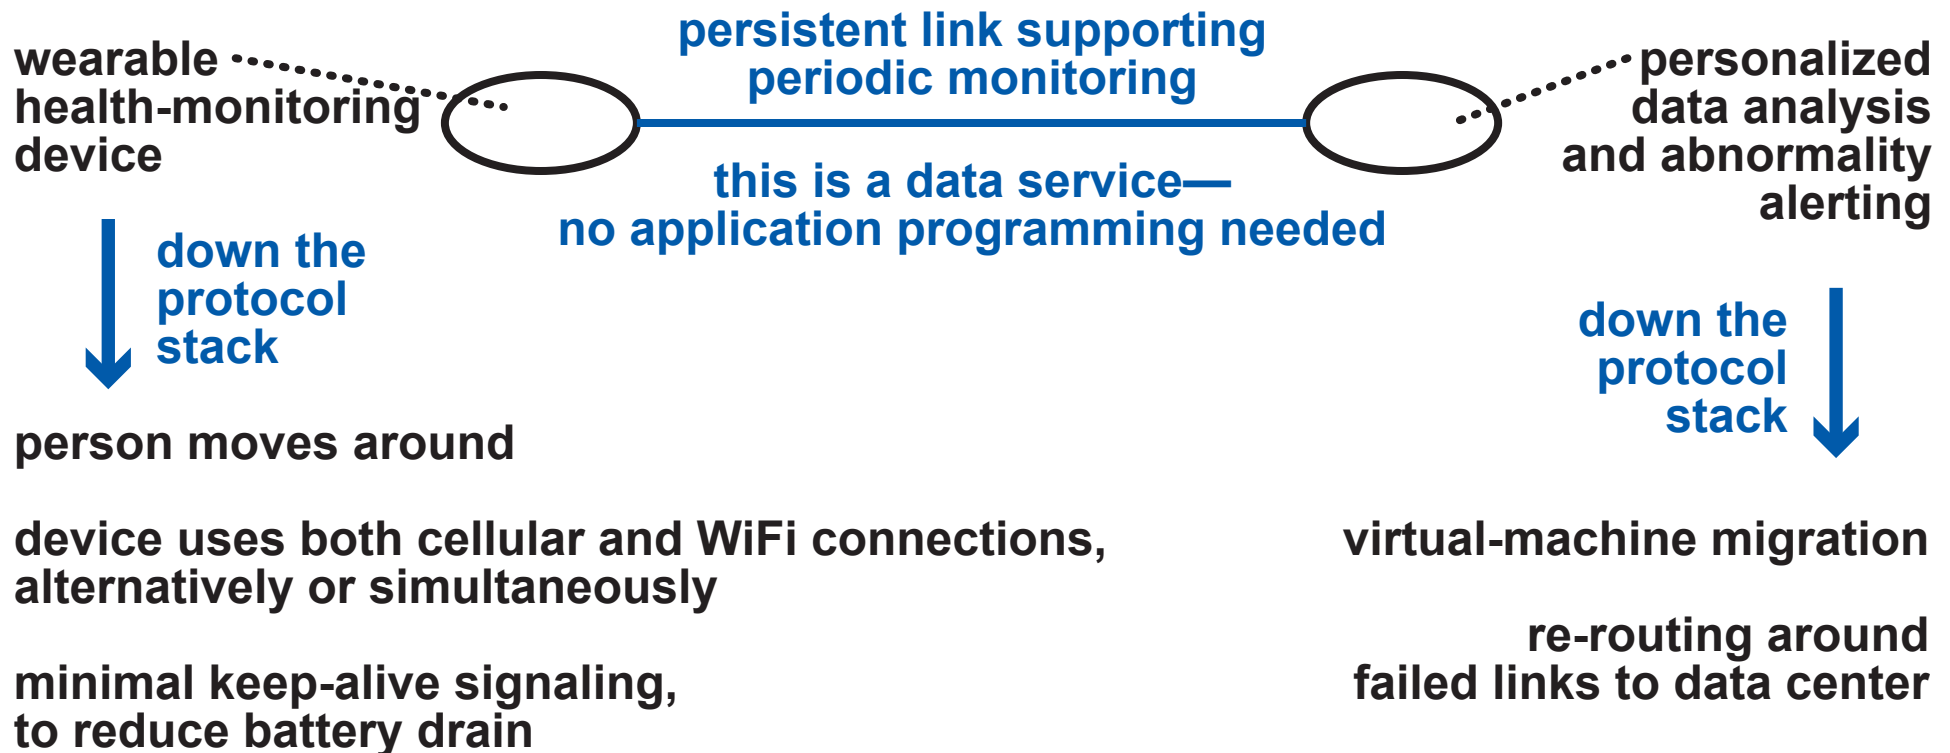 wearable
health-monitoring
device
persistent link supporting
periodic monitoring
this is a data service—
no application programming needed
personalized
data analysis
and abnormality
alerting
down the
protocol
stack
down the
protocol
stack
person moves around
device uses both cellular and WiFi connections,
alternatively or simultaneously
minimal keep-alive signaling,
to reduce battery drain
virtual-machine migration
re-routing around
failed links to data center